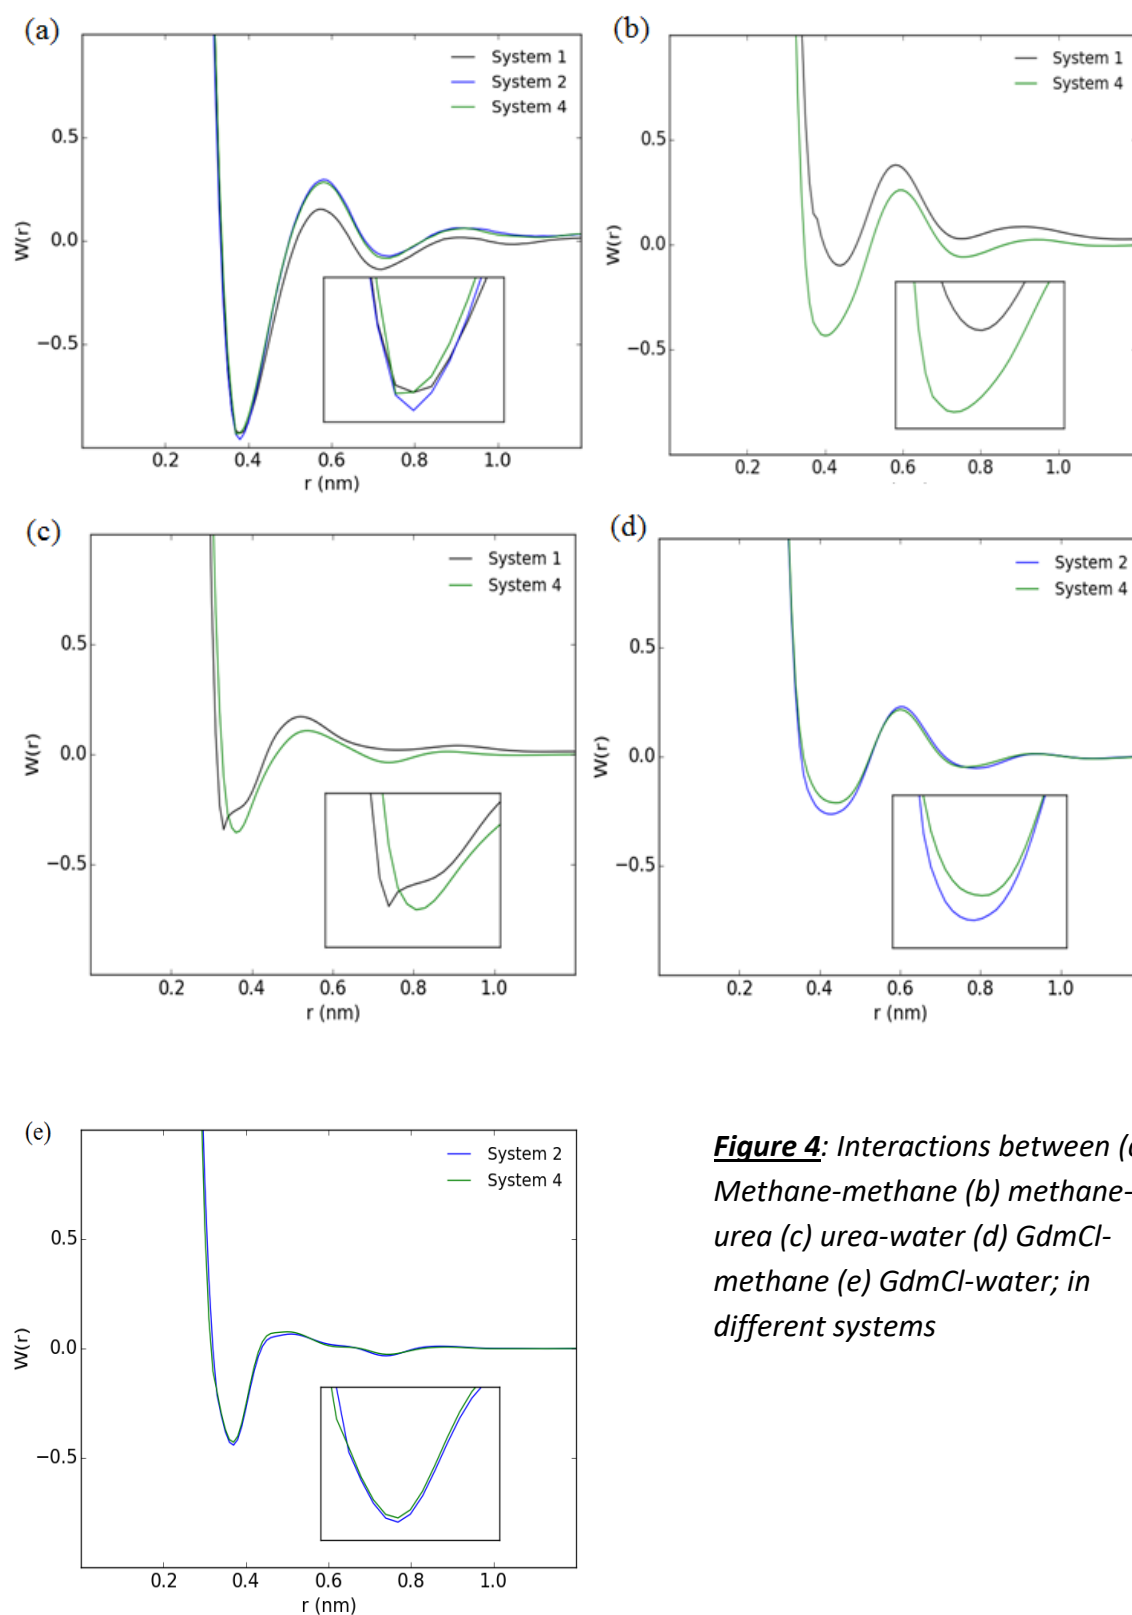 (a)
System 1
System 2
System 4
0.5
0.0
−0.5
W(r)
0.2 0.4 0.6 0.8 1.0
r (nm)
(b)
System 1
System 4
0.5
0.0
−0.5
W(r)
0.2 0.4 0.6 0.8 1.0
(c)
System 1
System 4
0.5
0.0
−0.5
W(r)
0.2 0.4 0.6 0.8 1.0
r (nm)
(d)
System 2
System 4
0.5
0.0
−0.5
W(r)
0.2 0.4 0.6 0.8 1.0
r (nm)
(e)
System 2
System 4
0.5
0.0
−0.5
W(r)
0.2 0.4 0.6 0.8 1.0
r (nm)
Figure 4: Interactions between
Methane-methane (b) methane-
urea (c) urea-water (d) GdmCl-
methane (e) GdmCl-water; in
different systems